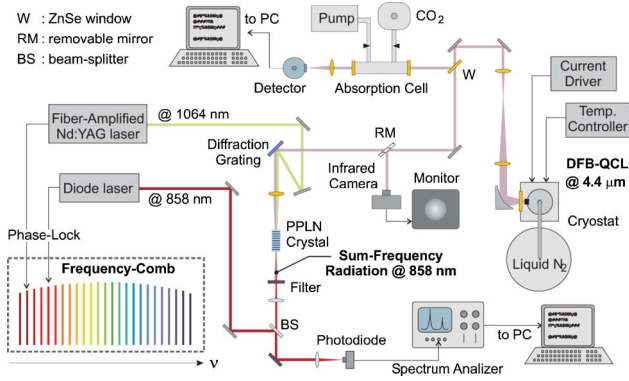 W : ZnSe window
RM : removable mirror
BS : beam-splitter
to PC
Pump
CO2
Detector
Absorption Cell
W
Current
Driver
Temp.
Controller
Fiber-Amplified
Nd:YAG laser
@ 1064 nm
Diffraction
Grating
RM
Infrared
Camera
Monitor
DFB-QCL
@ 4.4 µm
Cryostat
Liquid N2
Diode laser
@ 858 nm
Phase-Lock
PPLN
Crystal
Sum-Frequency
Radiation @ 858 nm
Frequency-Comb
Filter
BS
Photodiode
Spectrum Analizer
to PC
ν